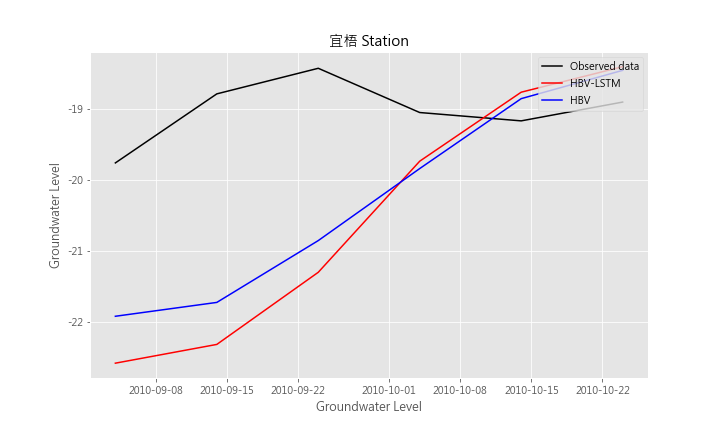 宜梧 Station
Observed data
HBV-LSTM
HBV
Groundwater Level
-19
-20
-21
-22
2010-09-08
2010-09-15
2010-09-22
2010-10-01
2010-10-08
2010-10-15
2010-10-22
Groundwater Level